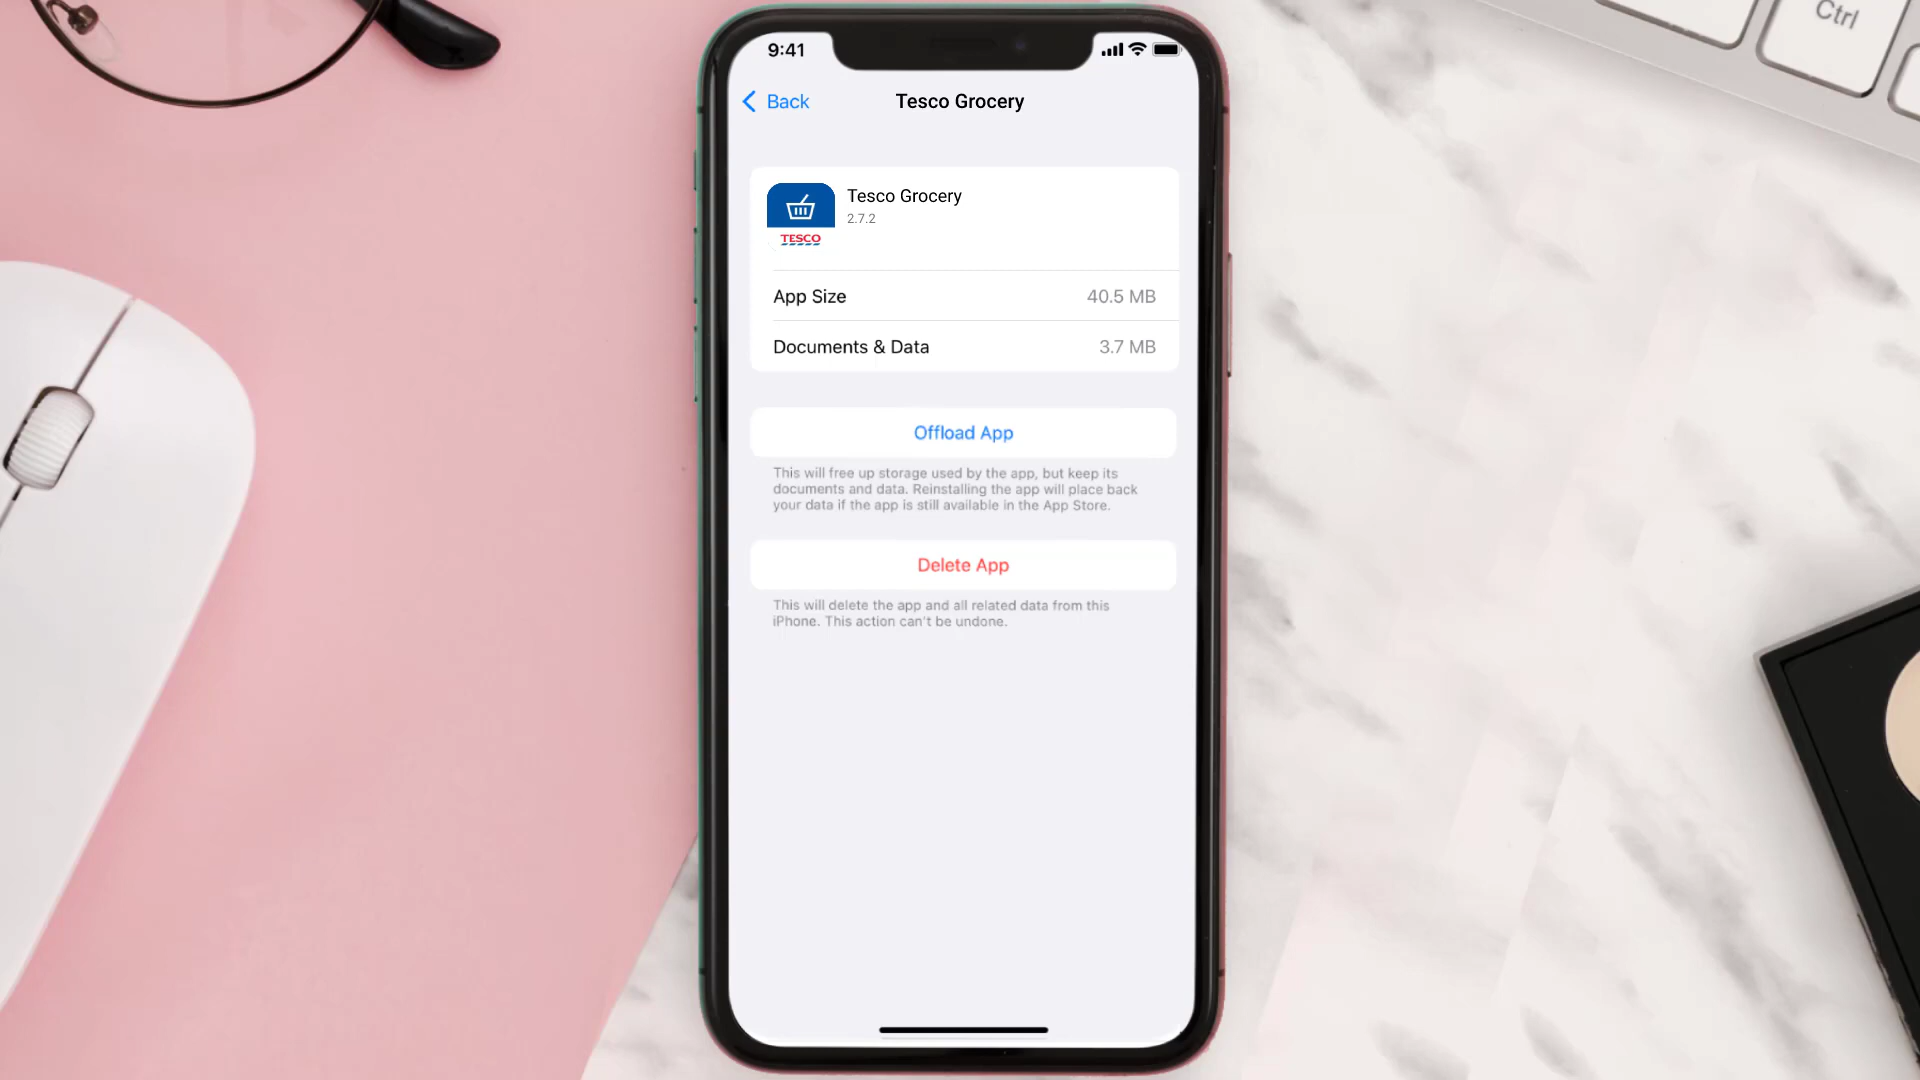 Ctrl
9:41
Back
Tesco Grocery
Tesco Grocery
2.7.2
TESCO
App Size 40.5 MB
Documents & Data 3.7 MB
Offload App
This will free up storage used by the app, but keep its
documents and data. Reinstalling the app will place back
your data if the app is still available in the App Store.
Delete App
This will delete the app and all related data from this
iPhone. This action can't be undone.